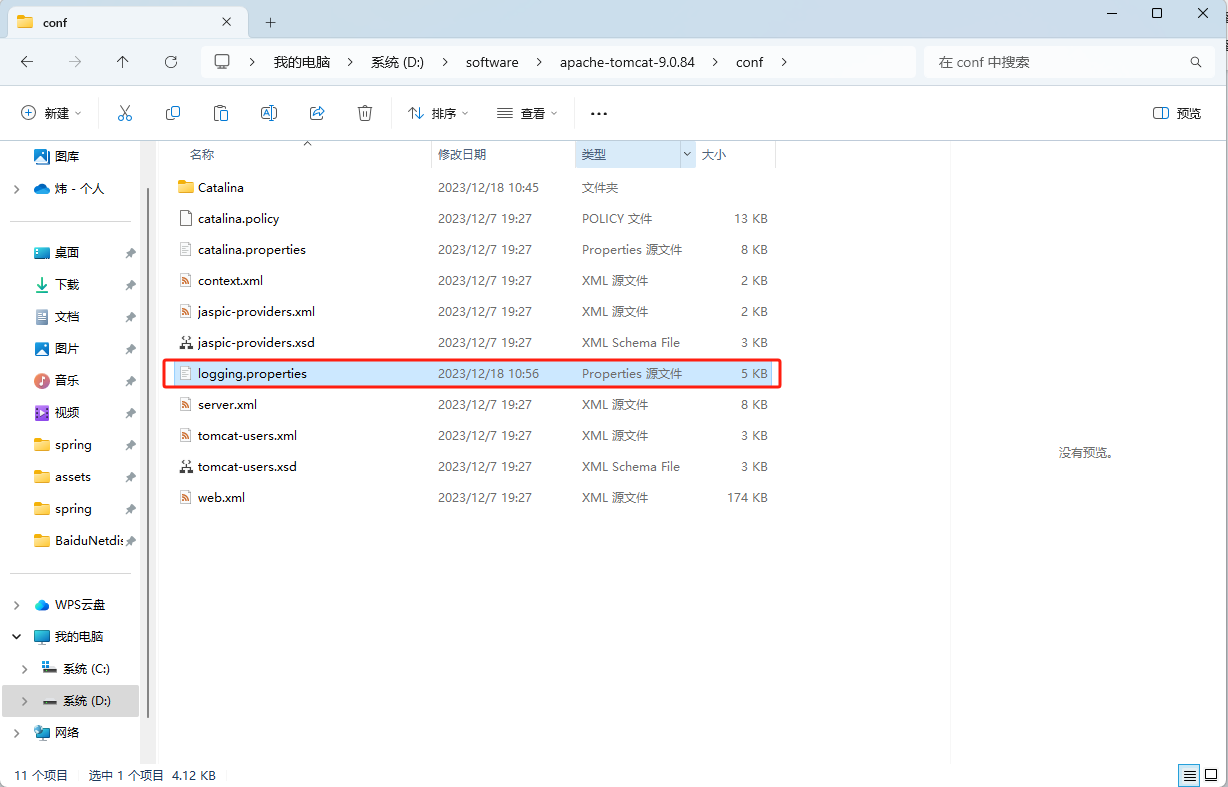 conf
我的电脑 系统 (D:) software apache-tomcat-9.0.84 conf 在 conf 中搜索
新建 排序 查看 预览
图库
炜 - 个人
桌面
下载
文档
图片
音乐
视频
spring
assets
spring
BaiduNetdis
WPS云盘
我的电脑
系统 (C:)
系统 (D:)
网络
名称 修改日期 类型 大小
Catalina 2023/12/18 10:45 文件夹
catalina.policy 2023/12/7 19:27 POLICY 文件 13 KB
catalina.properties 2023/12/7 19:27 Properties 源文件 8 KB
context.xml 2023/12/7 19:27 XML 源文件 2 KB
jaspic-providers.xml 2023/12/7 19:27 XML 源文件 2 KB
jaspic-providers.xsd 2023/12/7 19:27 XML Schema File 3 KB
logging.properties 2023/12/18 10:56 Properties 源文件 5 KB
server.xml 2023/12/7 19:27 XML 源文件 8 KB
tomcat-users.xml 2023/12/7 19:27 XML 源文件 3 KB
tomcat-users.xsd 2023/12/7 19:27 XML Schema File 3 KB
web.xml 2023/12/7 19:27 XML 源文件 174 KB
没有预览。
11 个项目 选中 1 个项目 4.12 KB